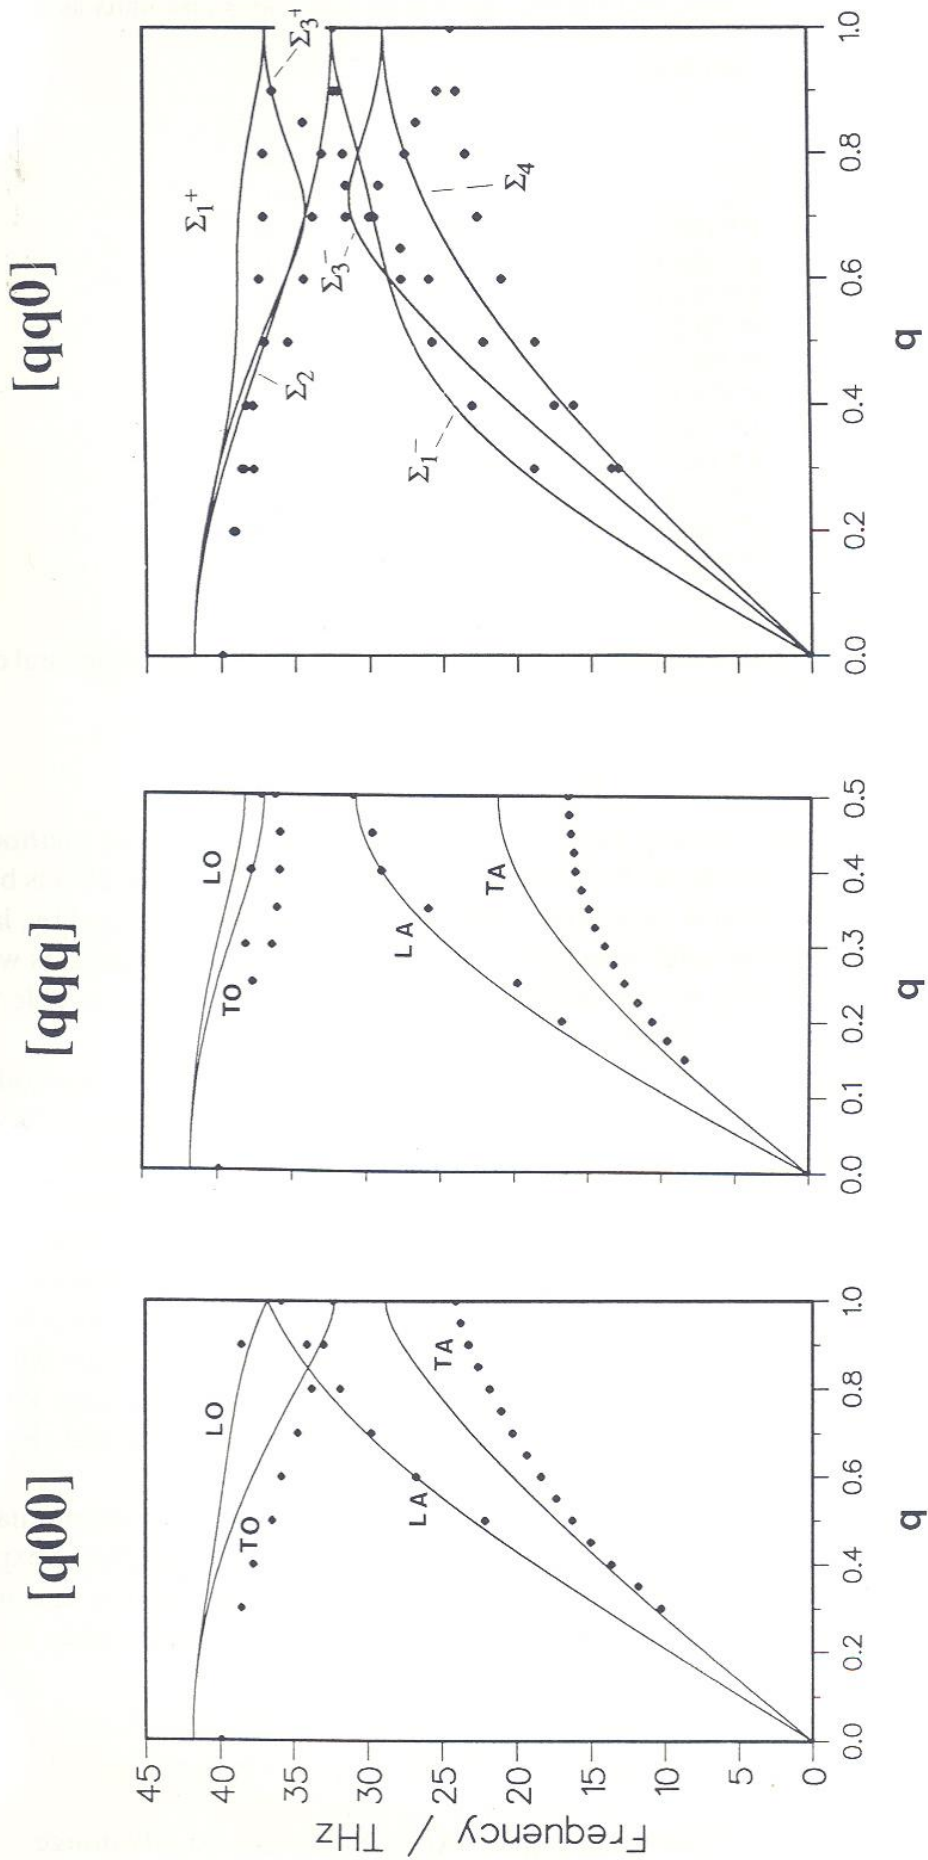 [q00]
[qqq]
[qq0]
Frequency / THz
45
40
35
30
25
20
15
10
5
0
LO
TO
LA
TA
0.0 0.2 0.4 0.6 0.8 1.0
q
LO
TO
LA
TA
0.0 0.1 0.2 0.3 0.4 0.5
q
Σ1+
Σ3+
Σ2
Σ3-
Σ1-
Σ4
0.0 0.2 0.4 0.6 0.8 1.0
q